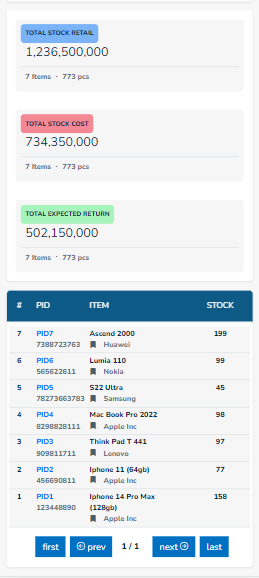 TOTAL STOCK RETAIL
1,236,500,000
7 Items · 773 pcs
TOTAL STOCK COST
734,350,000
7 Items · 773 pcs
TOTAL EXPECTED RETURN
502,150,000
7 Items · 773 pcs
# PID ITEM STOCK
7 PID7 Ascend 2000 199
7388723763 Huawei
6 PID6 Lumia 110 99
565622611 Nokia
5 PID5 S22 Ultra 45
78273663783 Samsung
4 PID4 Mac Book Pro 2022 98
8298828111 Apple Inc
3 PID3 Think Pad T 441 97
909811711 Lenovo
2 PID2 Iphone 11 (64gb) 77
456690811 Apple Inc
1 PID1 Iphone 14 Pro Max 158
123448890 (128gb)
Apple Inc
first prev 1 / 1 next last